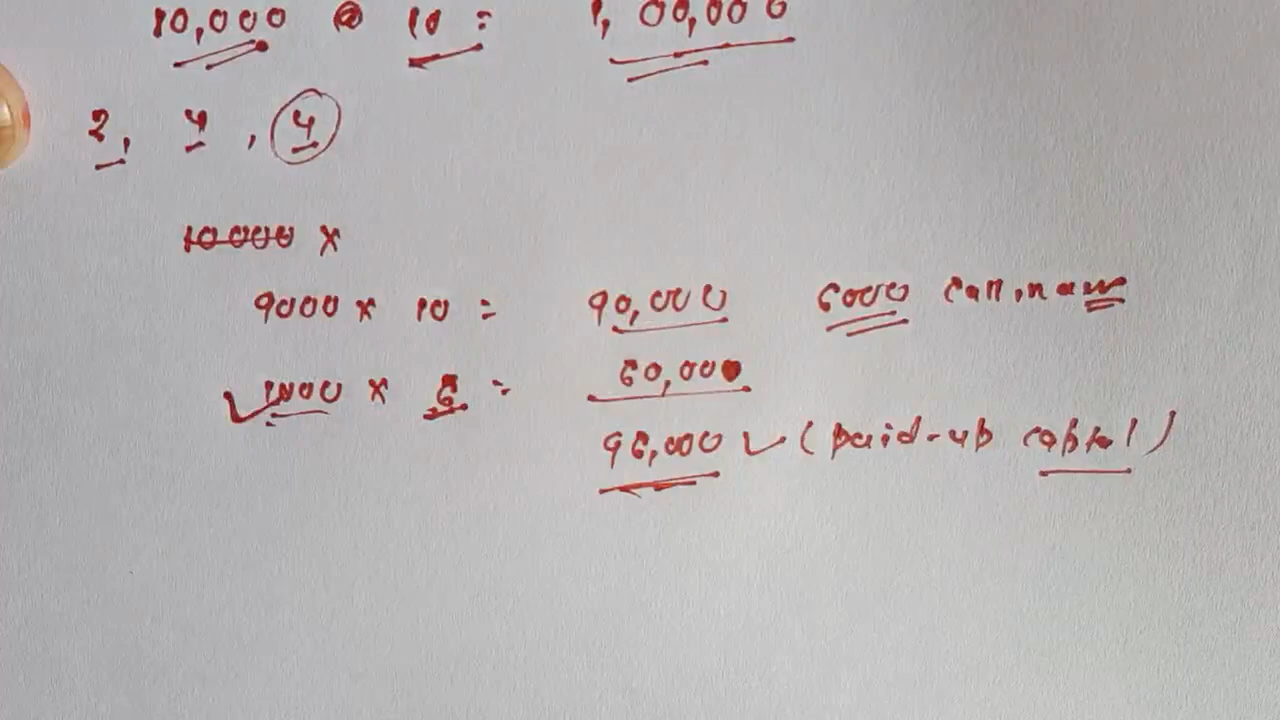 10,000 @ 10 = 1,00,000
2, 4, 4
10000 ×
9000 × 10 = 90,000 6000 call in
1000 × 6 = 60,000
96,000 ✓ (paid-up capital)